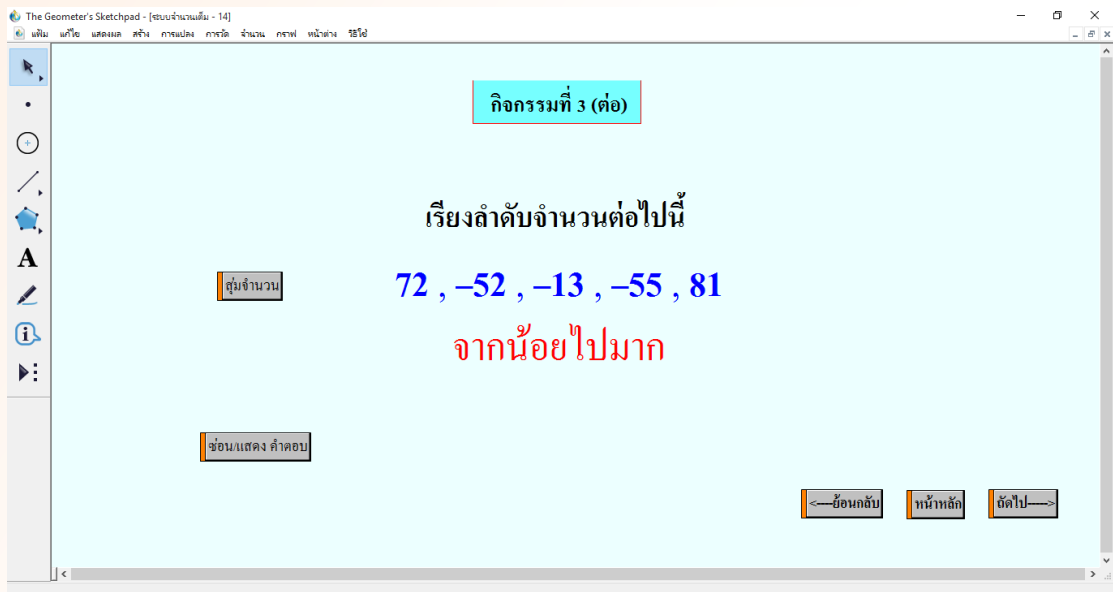 The Geometer's Sketchpad - [ระบบจำนวนเต็ม - 14]
แฟ้ม แก้ไข แสดงผล สร้าง การแปลง การวัด จำนวน กราฟ หน้าต่าง วิธีใช้
กิจกรรมที่ 3 (ต่อ)
เรียงลำดับจำนวนต่อไปนี้
สุ่มจำนวน
72 , –52 , –13 , –55 , 81
จากน้อยไปมาก
ซ่อน/แสดง คำตอบ
<----ย้อนกลับ
หน้าหลัก
ถัดไป---->
A